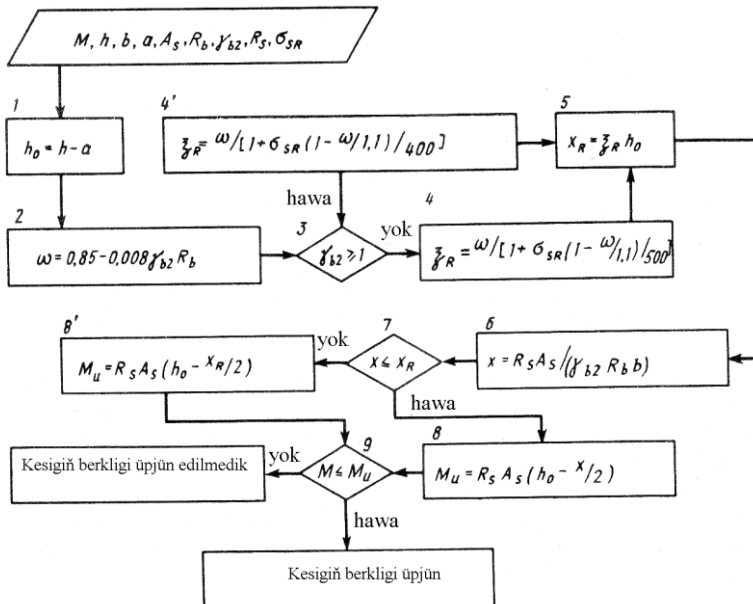 M, h, b, a, A_s, R_b, γ_b2, R_s, σ_SR
1
h_0 = h-a
2
ω=0,85-0,008γ_b2 R_b
3
γ_b2 ⩾ 1
hawa
yok
4'
ξ_R = ω/[1+σ_SR(1-ω/1,1)/400]
4
ξ_R = ω/[1+σ_SR(1-ω/1,1)/500]
5
x_R = ξ_R h_0
6
x = R_s A_s/(γ_b2 R_b b)
7
x ⩽ x_R
yok
hawa
8'
M_u = R_s A_s (h_0 - x_R/2)
8
M_u = R_s A_s (h_0 - x/2)
9
M ⩽ M_u
yok
hawa
Kesigiň berkligi üpjün edilmedik
Kesigiň berkligi üpjün